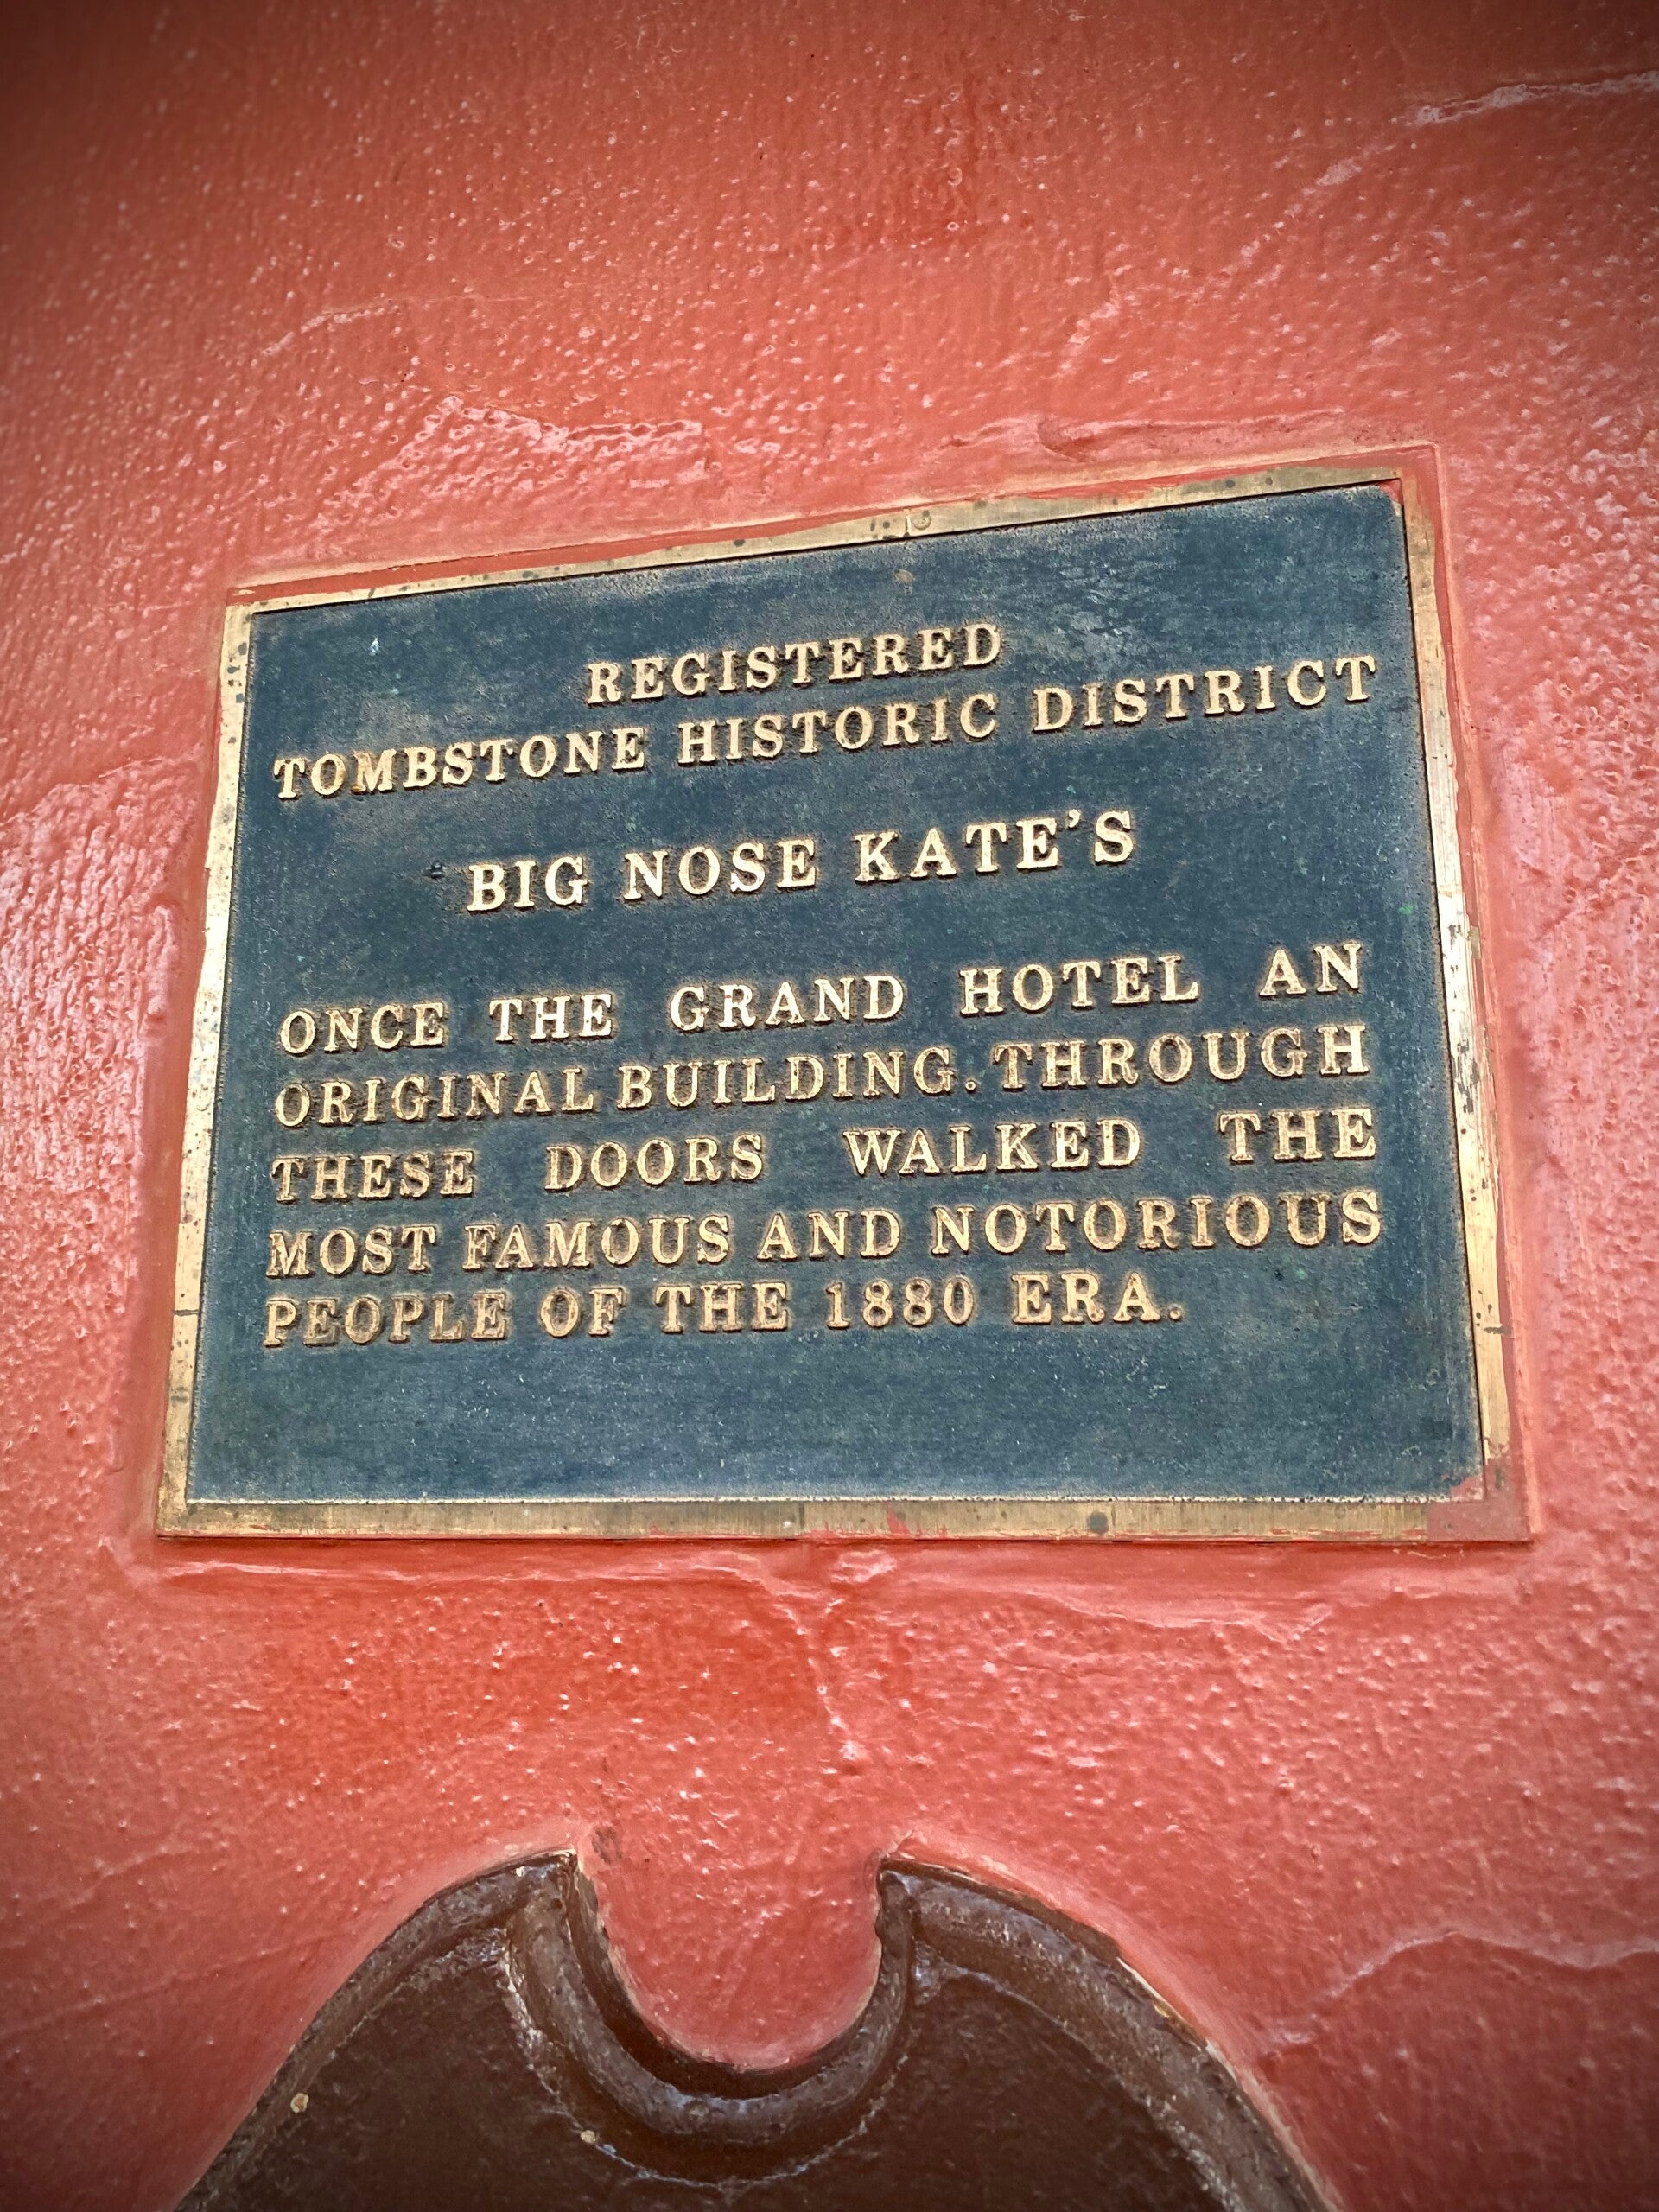 REGISTERED
TOMBSTONE HISTORIC DISTRICT
BIG NOSE KATE'S
ONCE THE GRAND HOTEL AN
ORIGINAL BUILDING. THROUGH
THESE DOORS WALKED THE
MOST FAMOUS AND NOTORIOUS
PEOPLE OF THE 1880 ERA.